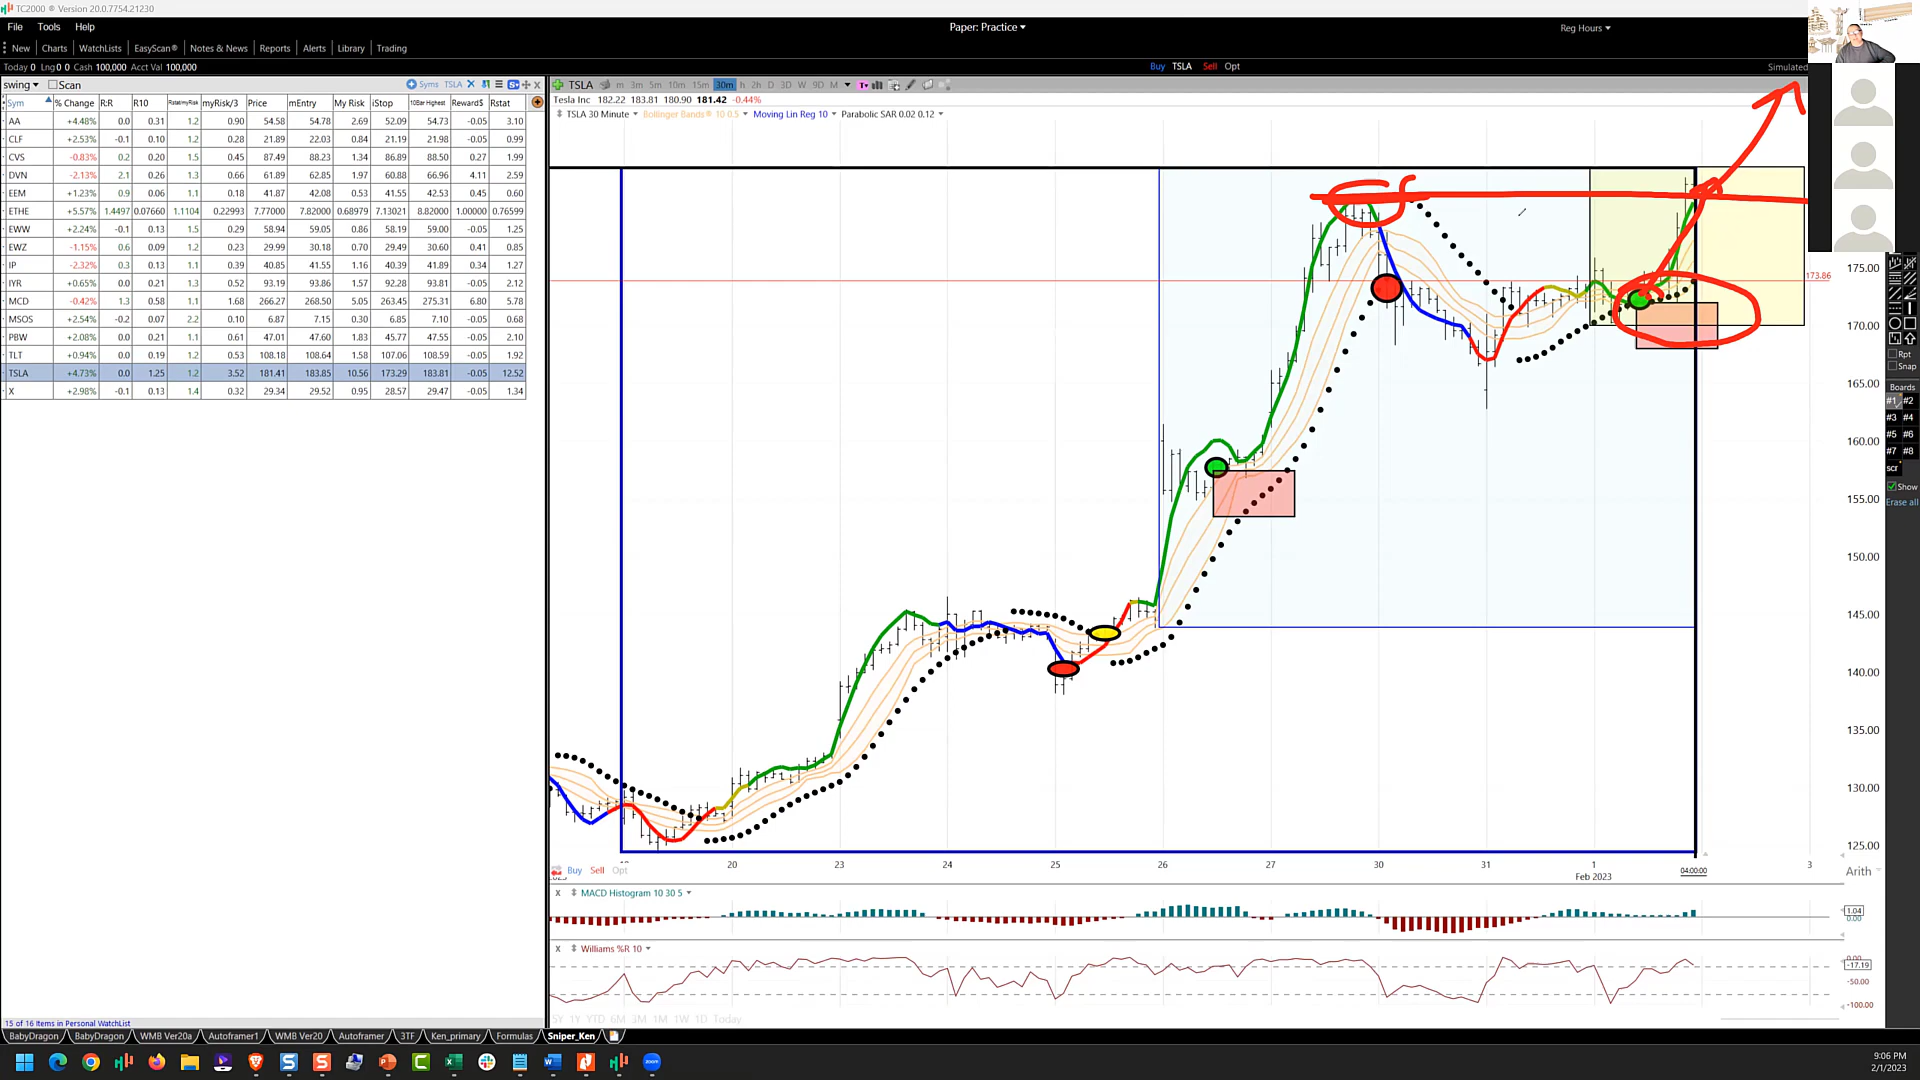 TC2000 ® Version 20.0.7754.21230
File Tools Help
Paper: Practice
Reg Hours
New Charts WatchLists EasyScan® Notes & News Reports Alerts Library Trading
Today 0 Lng 0 0 Cash 100,000 Acct Val 100,000
Buy TSLA Sell Opt
Simulated
swing Scan
Syms TSLA
TSLA m 3m 5m 10m 15m 30m h 2h D 3D W 9D M
Tesla Inc 182.22 183.81 180.90 181.42 -0.44%
TSLA 30 Minute Bollinger Bands® 10 0.5 Moving Lin Reg 10 Parabolic SAR 0.02 0.12
Sym % Change R:R R10 myRisk/3 Price mEntry My Risk iStop 10Bar Highest Reward$ Rstat
AA +4.48% 0.0 0.31 1.2 0.90 54.58 54.78 2.69 52.09 54.73 -0.05 3.10
CLF +2.53% -0.1 0.10 1.2 0.28 21.89 22.03 0.84 21.19 21.98 -0.05 0.99
CVS -0.83% 0.2 0.20 1.5 0.45 87.49 88.23 1.34 86.89 88.50 0.27 1.99
DVN -2.13% 2.1 0.26 1.3 0.66 61.89 62.85 1.97 60.88 66.96 4.11 2.59
EEM +1.23% 0.9 0.06 1.1 0.18 41.87 42.08 0.53 41.55 42.53 0.45 0.60
ETHE +5.57% 1.4497 0.07660 1.1104 0.22993 7.77000 7.82000 0.68979 7.13021 8.82000 1.00000 0.76599
EWW +2.24% -0.1 0.13 1.5 0.29 58.94 59.05 0.86 58.19 59.00 -0.05 1.25
EWZ -1.15% 0.6 0.09 1.2 0.23 29.99 30.18 0.70 29.49 30.60 0.41 0.85
IP -2.32% 0.3 0.13 1.1 0.39 40.85 41.55 1.16 40.39 41.89 0.34 1.27
IYR +0.65% 0.0 0.21 1.3 0.52 93.19 93.86 1.57 92.28 93.81 -0.05 2.12
MCD -0.42% 1.3 0.58 1.1 1.68 266.27 268.50 5.05 263.45 275.31 6.80 5.78
MSOS +2.54% -0.2 0.07 2.2 0.10 6.87 7.15 0.30 6.85 7.10 -0.05 0.68
PBW +2.08% 0.0 0.21 1.1 0.61 47.01 47.60 1.83 45.77 47.55 -0.05 2.10
TLT +0.94% 0.0 0.19 1.2 0.53 108.18 108.64 1.58 107.06 108.59 -0.05 1.92
TSLA +4.73% 0.0 1.25 1.2 3.52 181.41 183.85 10.56 173.29 183.81 -0.05 12.52
X +2.98% -0.1 0.13 1.4 0.32 29.34 29.52 0.95 28.57 29.47 -0.05 1.34
175.00
173.86
170.00
165.00
160.00
155.00
150.00
145.00
140.00
135.00
130.00
125.00
Rpt
Snap
Boards
#1 #2
#3 #4
#5 #6
#7 #8
scr
Show
Erase all
20 23 24 25 26 27 30 31 1 3
Feb 2023
04:00:00
Arith
Buy Sell Opt
MACD Histogram 10 30 5
1.04
0.00
Williams %R 10
-17.19
-50.00
-100.00
5Y 1Y YTD 6M 3M 1M 1W 1D Today
15 of 16 Items in Personal WatchList
BabyDragon BabyDragon WMB Ver20a Autoframer1 WMB Ver20 Autoframer 3TF Ken_primary Formulas Sniper_Ken
zoom
9:06 PM
2/1/2023